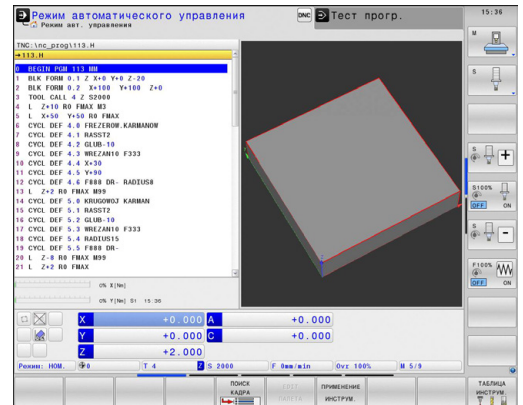 Режим автоматического управления
Режим авт. управления
DNC
Тест прогр.
15:36
TNC:\nc_prog\113.H
→113.H
0 BEGIN PGM 113 MM
1 BLK FORM 0.1 Z X+0 Y+0 Z-20
2 BLK FORM 0.2 X+100 Y+100 Z+0
3 TOOL CALL 4 Z S2000
4 L Z+10 R0 FMAX M3
5 L X+50 Y+50 R0 FMAX
6 CYCL DEF 4.0 FREZEROW.KARMANOW
7 CYCL DEF 4.1 RASST2
8 CYCL DEF 4.2 GLUB-10
9 CYCL DEF 4.3 WREZAN10 F333
10 CYCL DEF 4.4 X+30
11 CYCL DEF 4.5 Y+90
12 CYCL DEF 4.6 F888 DR- RADIUS8
13 L Z+2 R0 FMAX M99
14 CYCL DEF 5.0 KRUGOWOJ KARMAN
15 CYCL DEF 5.1 RASST2
16 CYCL DEF 5.2 GLUB-10
17 CYCL DEF 5.3 WREZAN10 F333
18 CYCL DEF 5.4 RADIUS15
19 CYCL DEF 5.5 F888 DR-
20 L Z-8 R0 FMAX M99
21 L Z+2 R0 FMAX
0% X[Nm]
0% Y[Nm] S1 15:36
X +0.000 A +0.000
Y +0.000 C +0.000
Z +2.000
Режим: НОМ. 0 T 4 Z S 2000 F 0mm/min Ovr 100% M 5/9
M
S
S
S100%
OFF ON
S
F100%
OFF ON
ПОИСК
КАДРА
ПРИМЕНЕНИЕ
ИНСТРУМ.
ТАБЛИЦА
ИНСТРУМ.